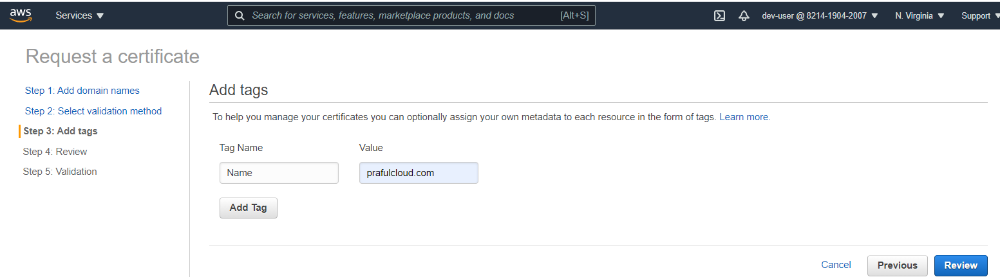 aws Services Search for services, features, marketplace products, and docs [Alt+S] dev-user @ 8214-1904-2007 N. Virginia Support
Request a certificate
Step 1: Add domain names
Step 2: Select validation method
Step 3: Add tags
Step 4: Review
Step 5: Validation
Add tags
To help you manage your certificates you can optionally assign your own metadata to each resource in the form of tags. Learn more.
Tag Name Value
Name prafulcloud.com
Add Tag
Cancel Previous Review